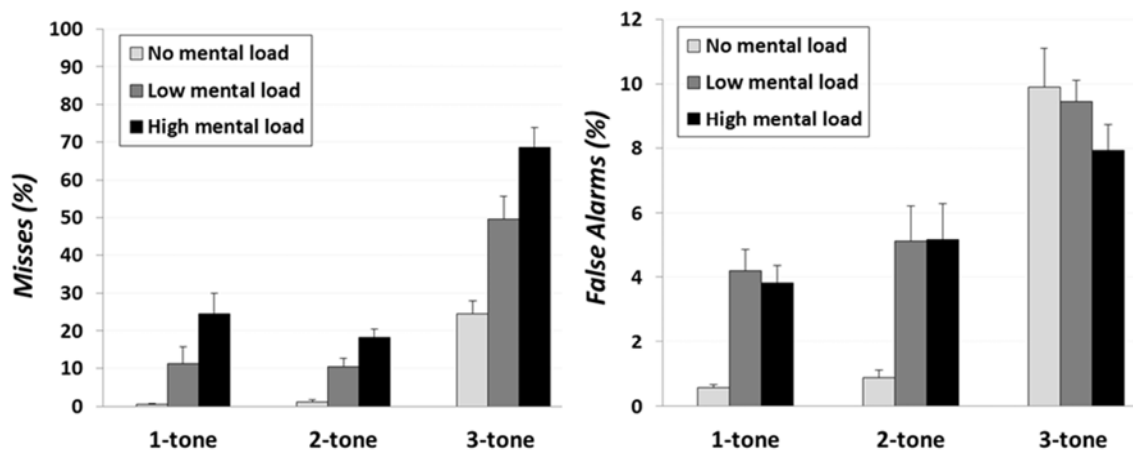 Misses (%)
100
90
80
70
60
50
40
30
20
10
0
No mental load
Low mental load
High mental load
1-tone
2-tone
3-tone
False Alarms (%)
12
10
8
6
4
2
0
No mental load
Low mental load
High mental load
1-tone
2-tone
3-tone